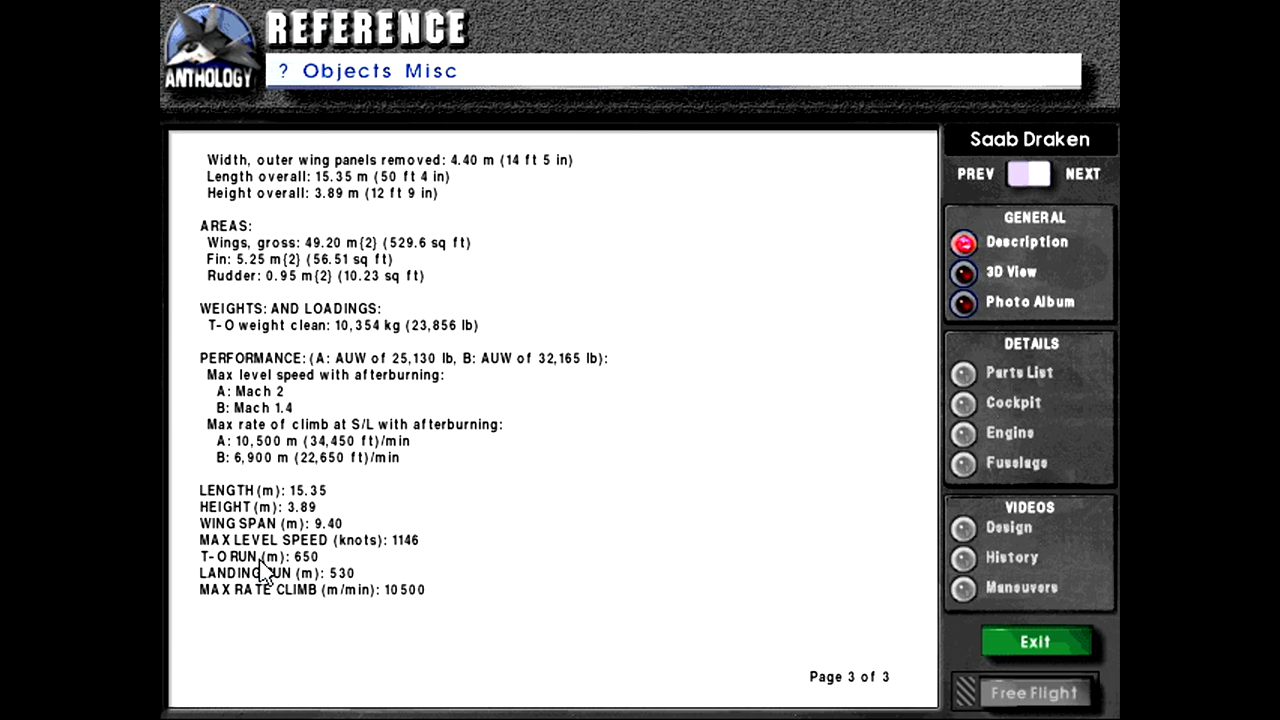 REFERENCE
ANTHOLOGY
? Objects Misc
Width, outer wing panels removed: 4.40 m (14 ft 5 in)
Length overall: 15.35 m (50 ft 4 in)
Height overall: 3.89 m (12 ft 9 in)
AREAS:
Wings, gross: 49.20 m{2} (529.6 sq ft)
Fin: 5.25 m{2} (56.51 sq ft)
Rudder: 0.95 m{2} (10.23 sq ft)
WEIGHTS: AND LOADINGS:
T-O weight clean: 10,354 kg (23,856 lb)
PERFORMANCE: (A: AUW of 25,130 lb, B: AUW of 32,165 lb):
Max level speed with afterburning:
A: Mach 2
B: Mach 1.4
Max rate of climb at S/L with afterburning:
A: 10,500 m (34,450 ft)/min
B: 6,900 m (22,650 ft)/min
LENGTH (m): 15.35
HEIGHT (m): 3.89
WING SPAN (m): 9.40
MAX LEVEL SPEED (knots): 1146
T-O RUN (m): 650
LANDING RUN (m): 530
MAX RATE CLIMB (m/min): 10500
Page 3 of 3
Saab Draken
PREV NEXT
GENERAL
Description
3D View
Photo Album
DETAILS
Parts List
Cockpit
Engine
Fuselage
VIDEOS
Design
History
Maneuvers
Exit
Free Flight